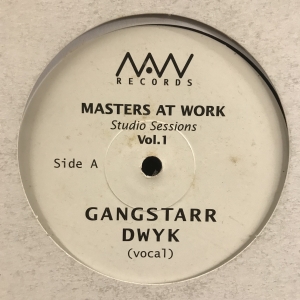 MAW
RECORDS
MASTERS AT WORK
Studio Sessions
Vol.1
Side A
GANGSTARR
DWYK
(vocal)